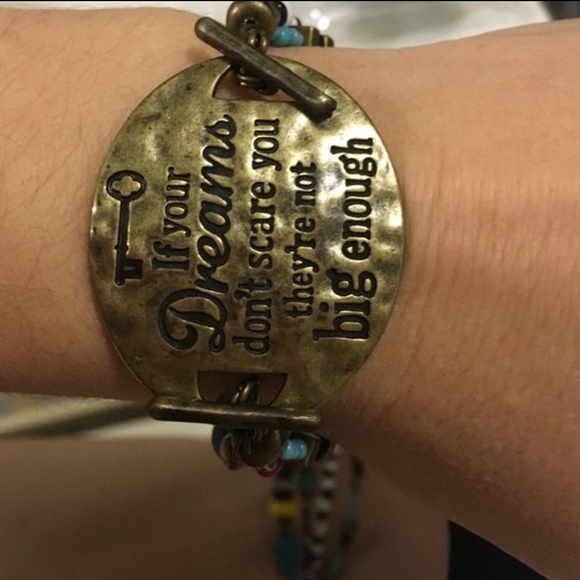 If your
Dreams
don't scare you
they're not
big enough